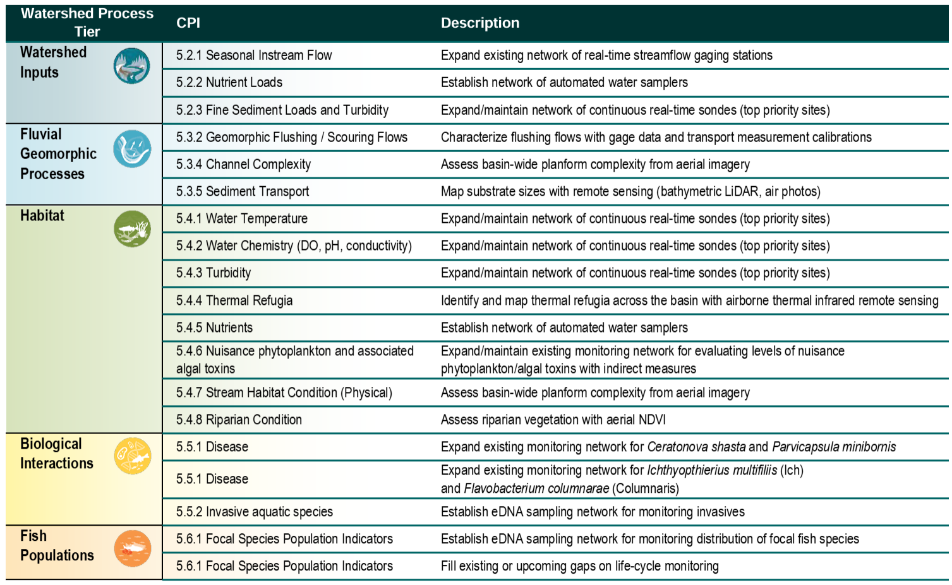 Watershed Process Tier CPI Description
Watershed Inputs 5.2.1 Seasonal Instream Flow Expand existing network of real-time streamflow gaging stations
5.2.2 Nutrient Loads Establish network of automated water samplers
5.2.3 Fine Sediment Loads and Turbidity Expand/maintain network of continuous real-time sondes (top priority sites)
Fluvial Geomorphic Processes 5.3.2 Geomorphic Flushing / Scouring Flows Characterize flushing flows with gage data and transport measurement calibrations
5.3.4 Channel Complexity Assess basin-wide planform complexity from aerial imagery
5.3.5 Sediment Transport Map substrate sizes with remote sensing (bathymetric LiDAR, air photos)
Habitat 5.4.1 Water Temperature Expand/maintain network of continuous real-time sondes (top priority sites)
5.4.2 Water Chemistry (DO, pH, conductivity) Expand/maintain network of continuous real-time sondes (top priority sites)
5.4.3 Turbidity Expand/maintain network of continuous real-time sondes (top priority sites)
5.4.4 Thermal Refugia Identify and map thermal refugia across the basin with airborne thermal infrared remote sensing
5.4.5 Nutrients Establish network of automated water samplers
5.4.6 Nuisance phytoplankton and associated algal toxins Expand/maintain existing monitoring network for evaluating levels of nuisance phytoplankton/algal toxins with indirect measures
5.4.7 Stream Habitat Condition (Physical) Assess basin-wide planform complexity from aerial imagery
5.4.8 Riparian Condition Assess riparian vegetation with aerial NDVI
Biological Interactions 5.5.1 Disease Expand existing monitoring network for Ceratonova shasta and Parvicapsula minibornis
5.5.1 Disease Expand existing monitoring network for Ichthyopthierius multifiliis (Ich) and Flavobacterium columnarae (Columnaris)
5.5.2 Invasive aquatic species Establish eDNA sampling network for monitoring invasives
Fish Populations 5.6.1 Focal Species Population Indicators Establish eDNA sampling network for monitoring distribution of focal fish species
5.6.1 Focal Species Population Indicators Fill existing or upcoming gaps on life-cycle monitoring